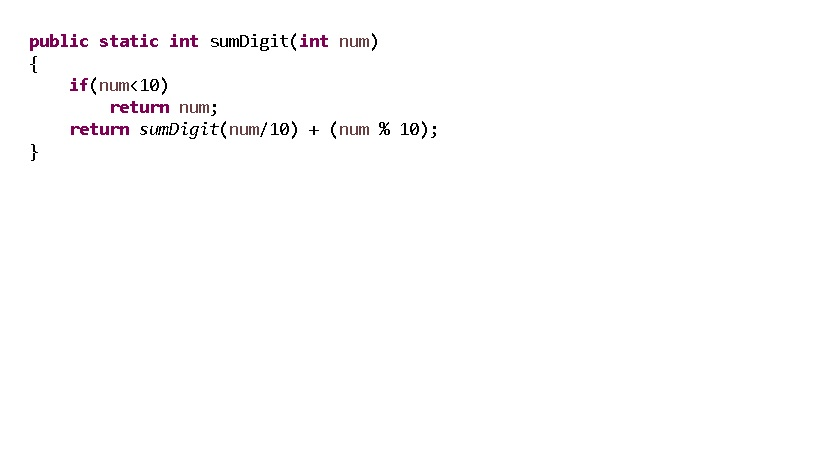 public static int sumDigit(int num)
{
    if(num<10)
        return num;
    return sumDigit(num/10) + (num % 10);
}